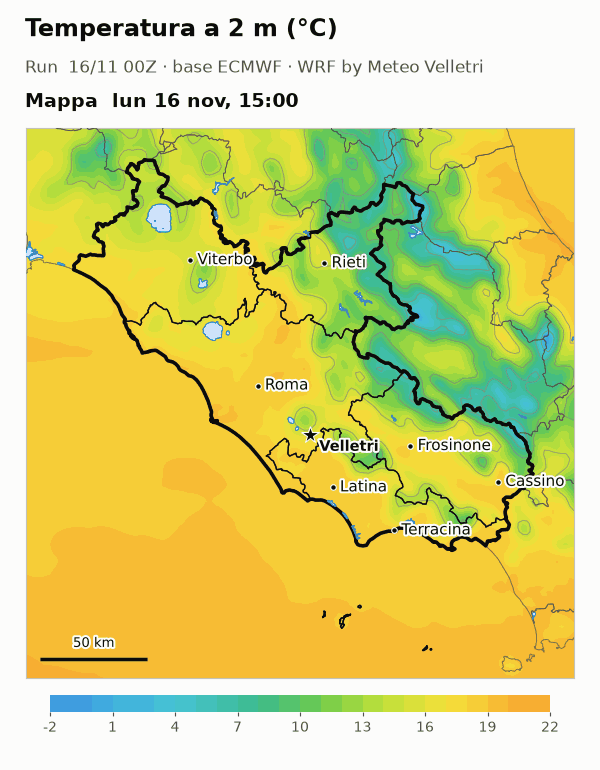 Temperatura a 2 m (°C)
Run  16/11 00Z · base ECMWF · WRF by Meteo Velletri
Mappa  lun 16 nov, 15:00
Viterbo
Rieti
Roma
Velletri
Frosinone
Cassino
Latina
Terracina
50 km
-2 1 4 7 10 13 16 19 22